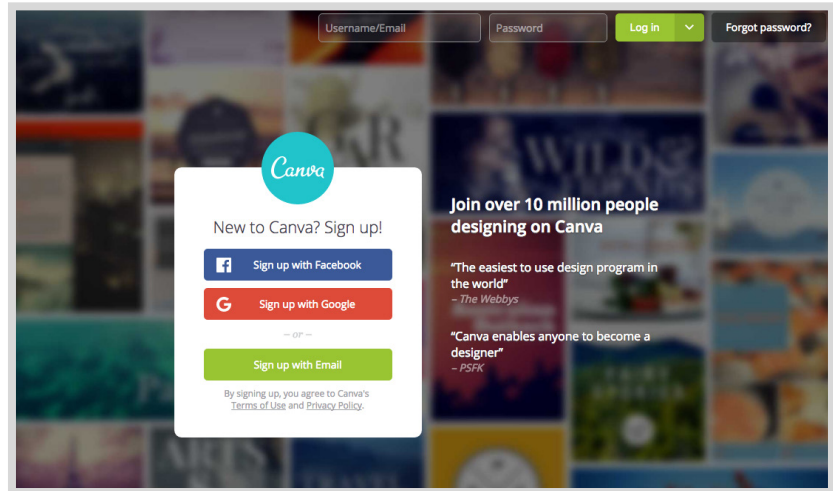 Username/Email
Password
Log in
Forgot password?
Canva
New to Canva? Sign up!
Sign up with Facebook
G Sign up with Google
– or –
Sign up with Email
By signing up, you agree to Canva's
Terms of Use and Privacy Policy.
Join over 10 million people
designing on Canva
“The easiest to use design program in
the world”
– The Webbys
“Canva enables anyone to become a
designer”
– PSFK
WILD &
ARTS &
TRAVEL